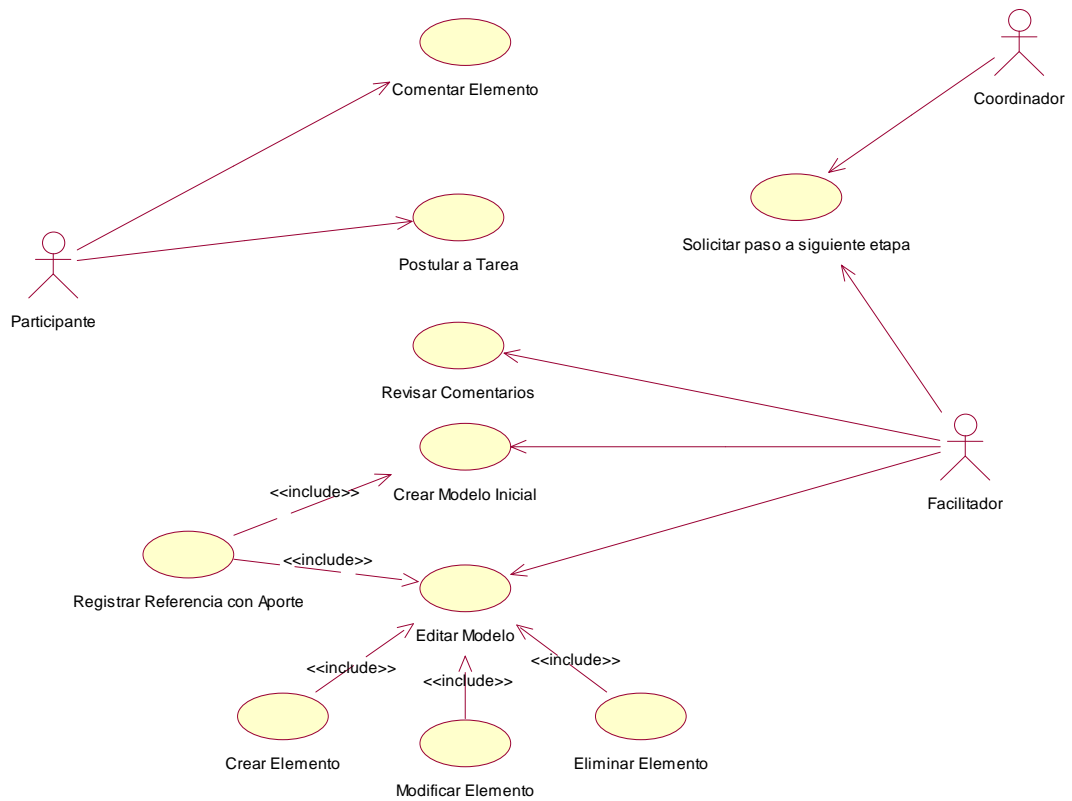 Comentar Elemento
Coordinador
Postular a Tarea
Solicitar paso a siguiente etapa
Participante
Revisar Comentarios
Crear Modelo Inicial
Facilitador
<<include>>
<<include>>
Registrar Referencia con Aporte
Editar Modelo
<<include>>
<<include>>
<<include>>
Crear Elemento
Modificar Elemento
Eliminar Elemento